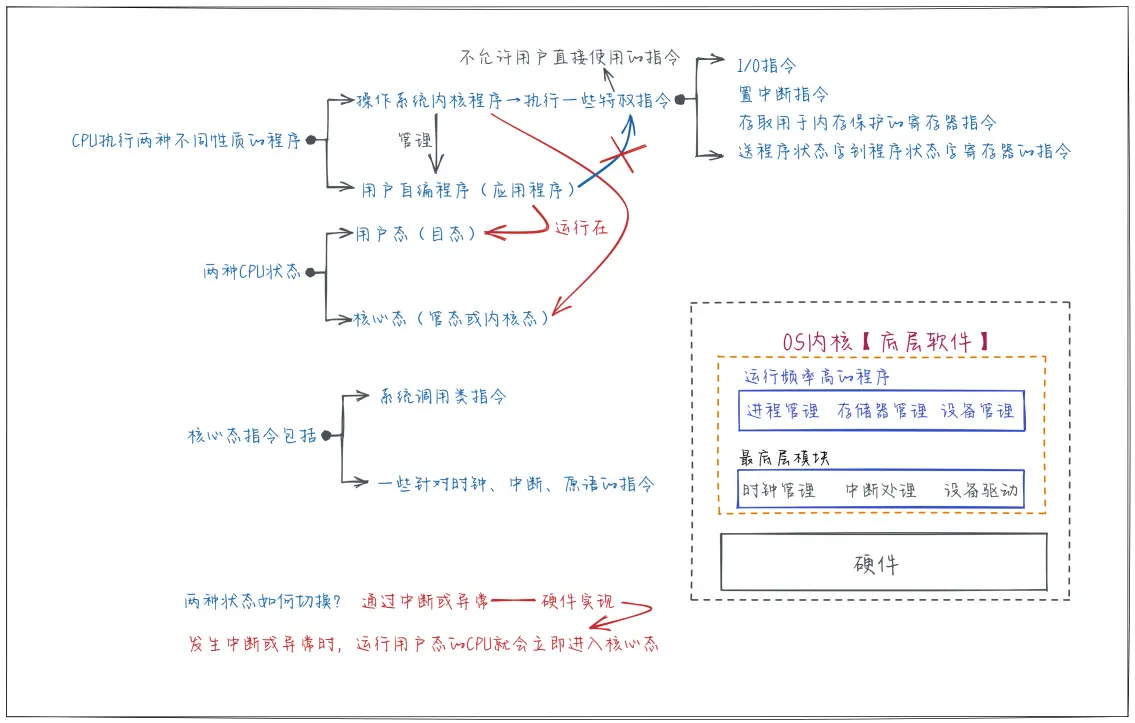 不允许用户直接使用的指令
I/O指令
操作系统内核程序→执行一些特权指令
置中断指令
存取用于内存保护的寄存器指令
送程序状态字到程序状态字寄存器的指令
CPU执行两种不同性质的程序
管理
用户自编程序（应用程序）
运行在
用户态（目态）
两种CPU状态
核心态（管态或内核态）
OS内核【底层软件】
运行频率高的程序
进程管理 存储器管理 设备管理
最底层模块
时钟管理 中断处理 设备驱动
硬件
系统调用类指令
核心态指令包括
一些针对时钟、中断、原语的指令
两种状态如何切换？ 通过中断或异常——硬件实现
发生中断或异常时，运行用户态的CPU就会立即进入核心态